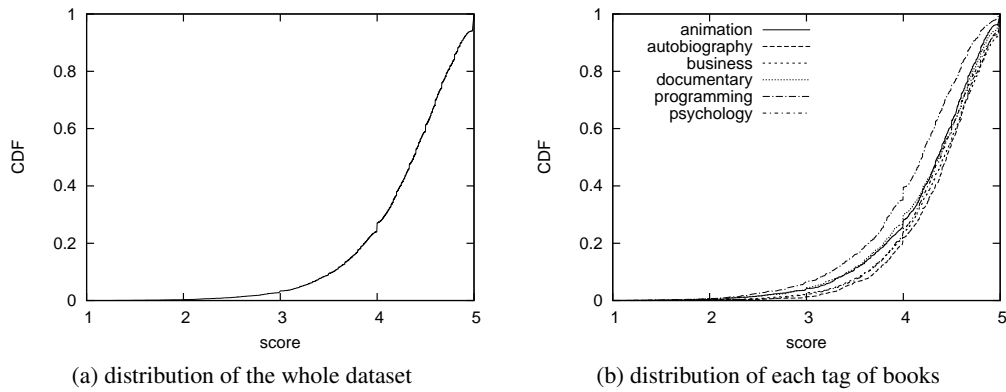 1
0.8
0.6
0.4
0.2
0
CDF
1 2 3 4 5
score
(a) distribution of the whole dataset
1
0.8
0.6
0.4
0.2
0
CDF
animation
autobiography
business
documentary
programming
psychology
1 2 3 4 5
score
(b) distribution of each tag of books